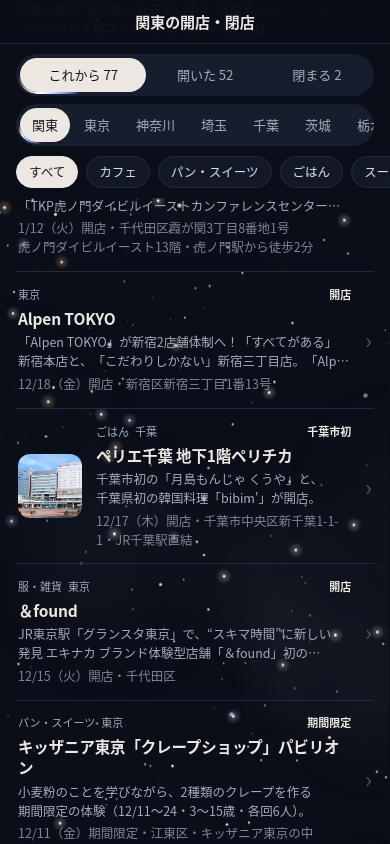 関東の開店・閉店
これから 77
開いた 52
閉まる 2
関東
東京
神奈川
埼玉
千葉
茨城
すべて
カフェ
パン・スイーツ
ごはん
「TKP虎ノ門ダイビルイーストカンファレンスセンター…
1/12（火）開店・千代田区霞が関3丁目8番地1号
虎ノ門ダイビルイースト13階・虎ノ門駅から徒歩2分
東京
開店
Alpen TOKYO
「Alpen TOKYO」が新宿2店舗体制へ！「すべてがある」
新宿本店と、「こだわりしかない」新宿三丁目店。「Alp…
12/18（金）開店・新宿区新宿三丁目1番13号
ごはん 千葉
千葉市初
ペリエ千葉 地下1階ペリチカ
千葉市初の「月島もんじゃ くうや」と、
千葉県初の韓国料理「bibim'」が開店。
12/17（木）開店・千葉市中央区新千葉1-1-
1・JR千葉駅直結
服・雑貨 東京
開店
＆found
JR東京駅「グランスタ東京」で、“スキマ時間”に新しい
発見 エキナカ ブランド体験型店舗「＆found」初の…
12/15（火）開店・千代田区
パン・スイーツ 東京
期間限定
キッザニア東京「クレープショップ」パビリオ
ン
小麦粉のことを学びながら、2種類のクレープを作る
期間限定の体験（12/11〜24・3〜15歳・各回6人）。
12/11（金）期間限定・江東区・キッザニア東京の中